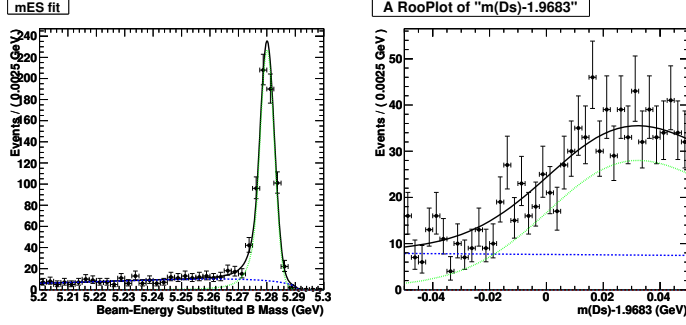 mES fit
Events / ( 0.0025 GeV )
240
220
200
180
160
140
120
100
80
60
40
20
0
5.2 5.21 5.22 5.23 5.24 5.25 5.26 5.27 5.28 5.29 5.3
Beam-Energy Substituted B Mass (GeV)
A RooPlot of "m(Ds)-1.9683"
Events / ( 0.0025 GeV )
50
40
30
20
10
0
-0.04 -0.02 0 0.02 0.04
m(Ds)-1.9683 (GeV)